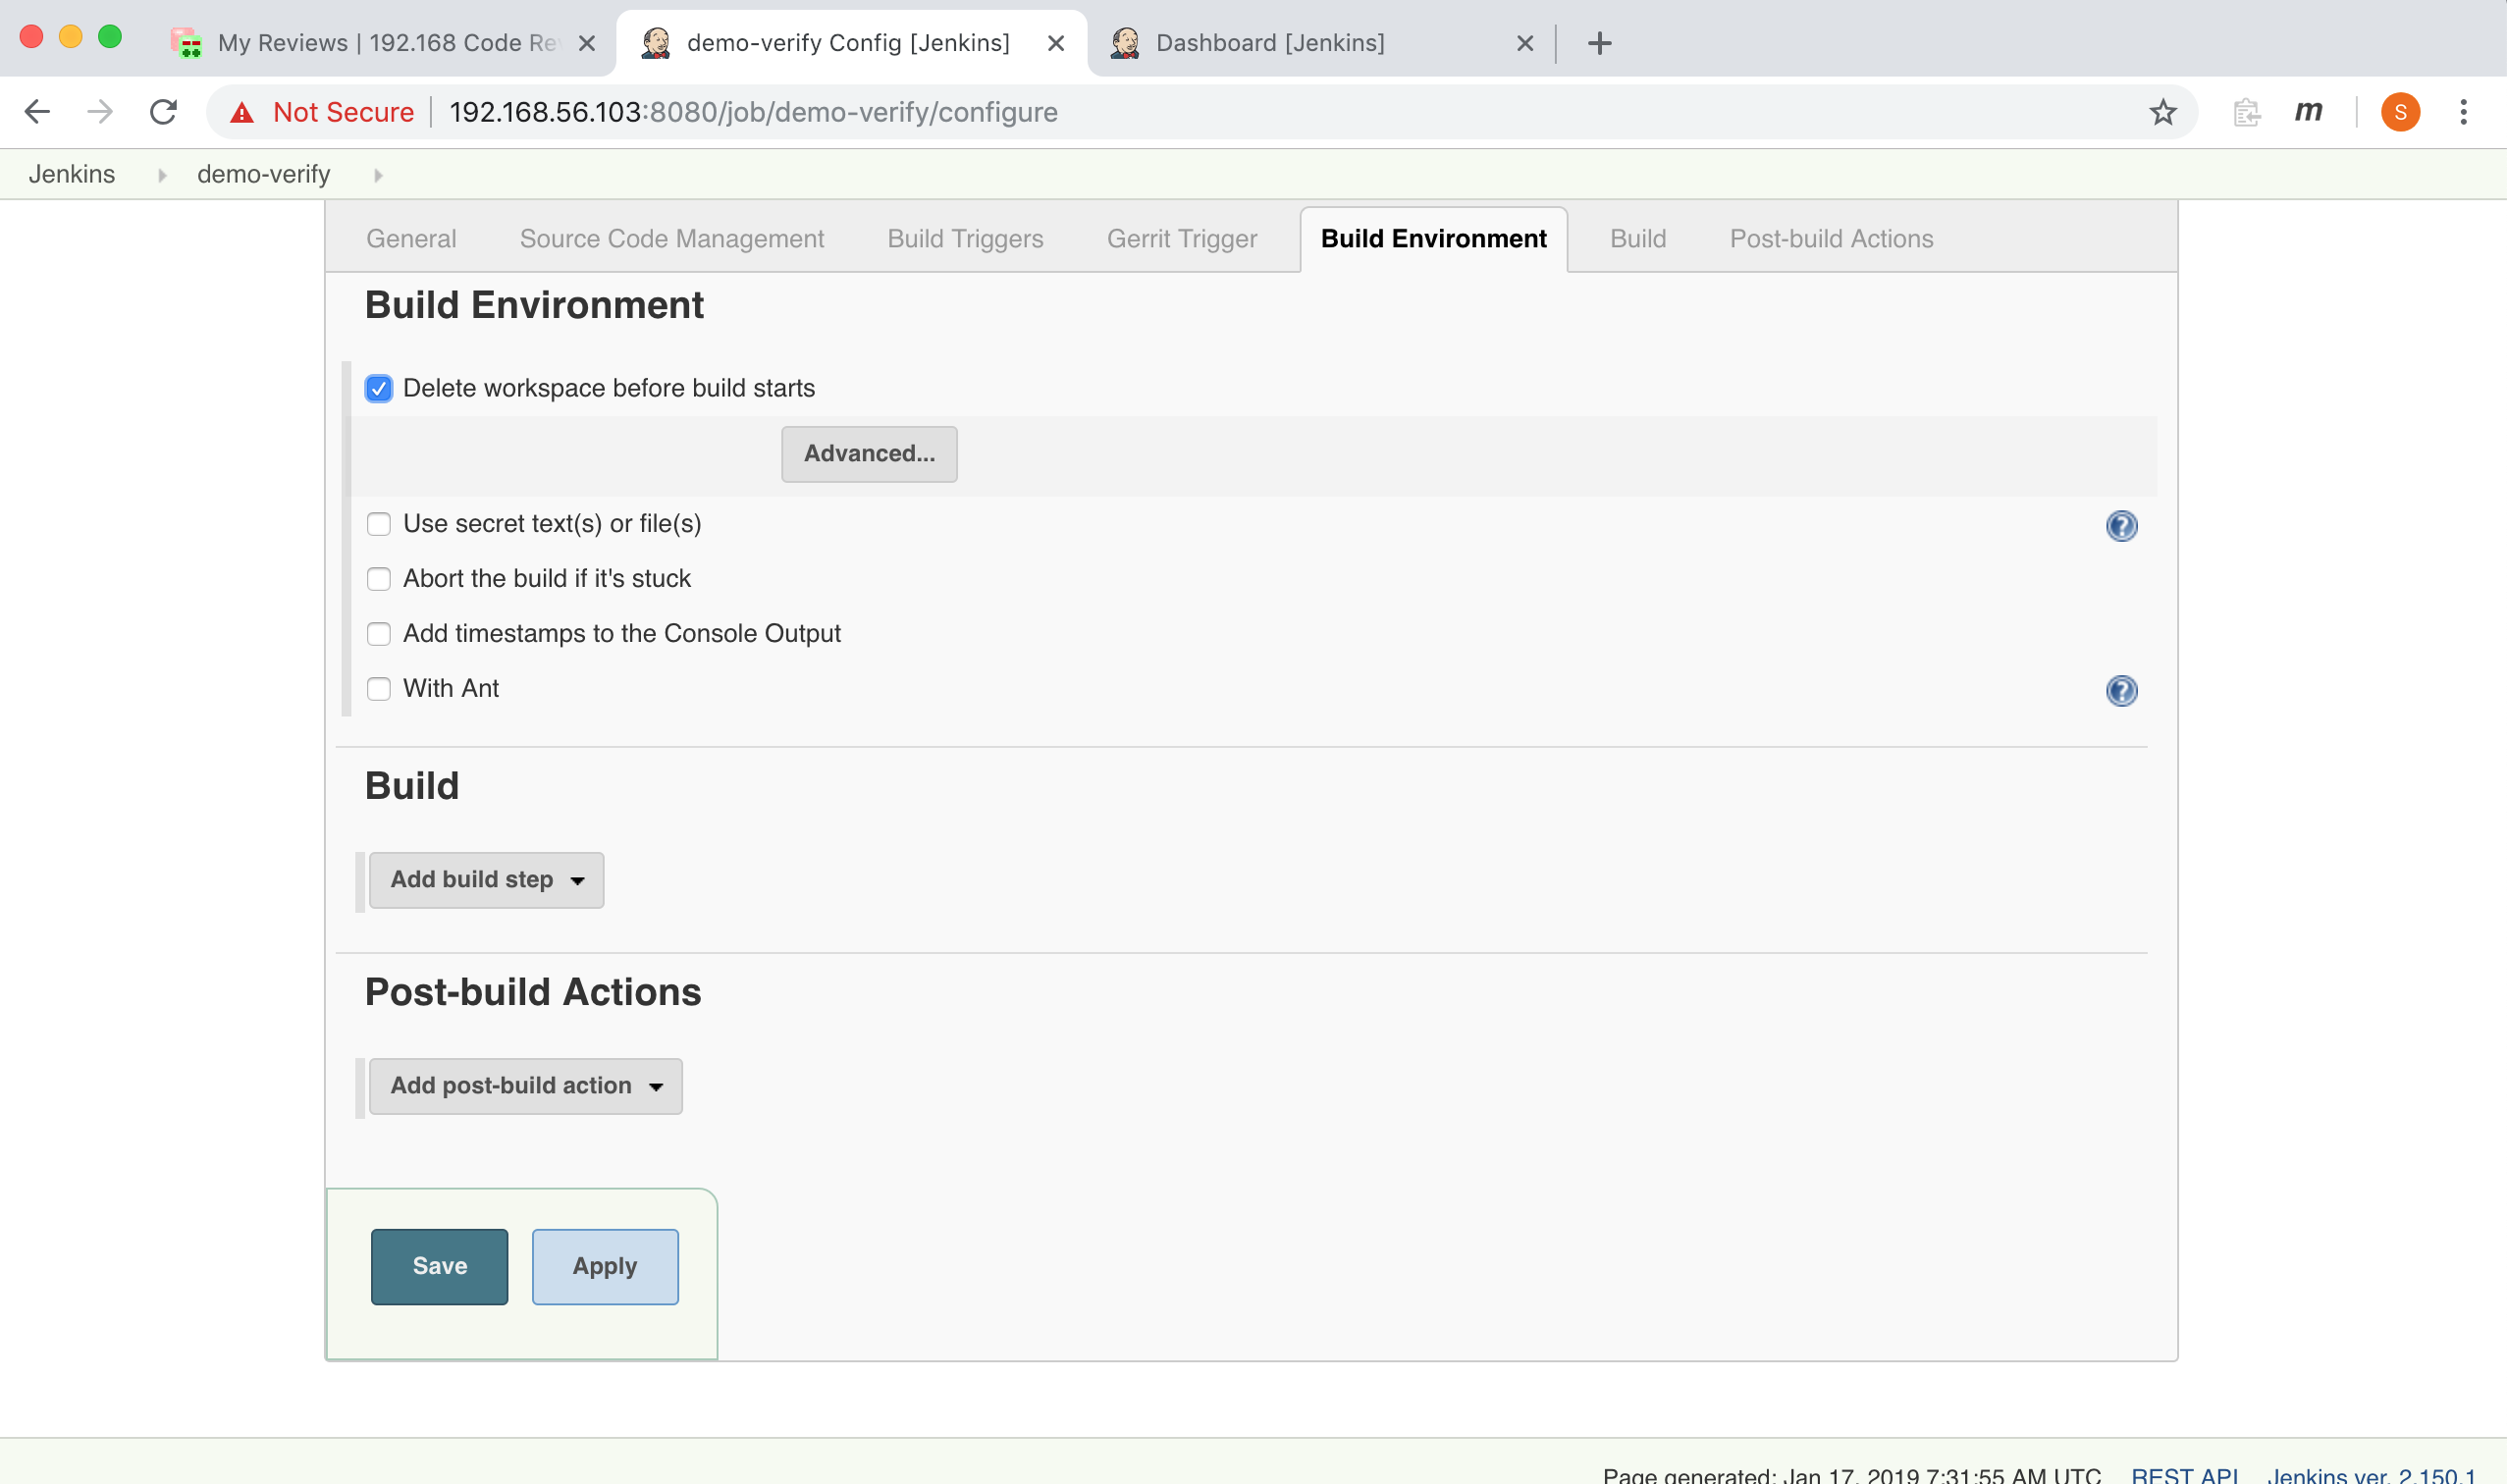 My Reviews | 192.168 Code Re
demo-verify Config [Jenkins]
Dashboard [Jenkins]
Not Secure
192.168.56.103:8080/job/demo-verify/configure
m
S
Jenkins
demo-verify
General
Source Code Management
Build Triggers
Gerrit Trigger
Build Environment
Build
Post-build Actions
Build Environment
Delete workspace before build starts
Advanced...
Use secret text(s) or file(s)
?
Abort the build if it's stuck
Add timestamps to the Console Output
With Ant
?
Build
Add build step
Post-build Actions
Add post-build action
Save
Apply
Page generated: Jan 17, 2019 7:31:55 AM UTC
REST API
Jenkins ver. 2.150.1